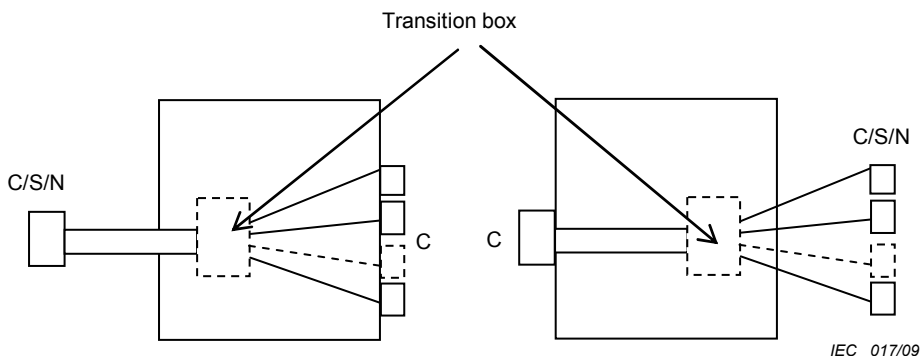 Transition box
C/S/N
C/S/N
C
C
IEC 017/09